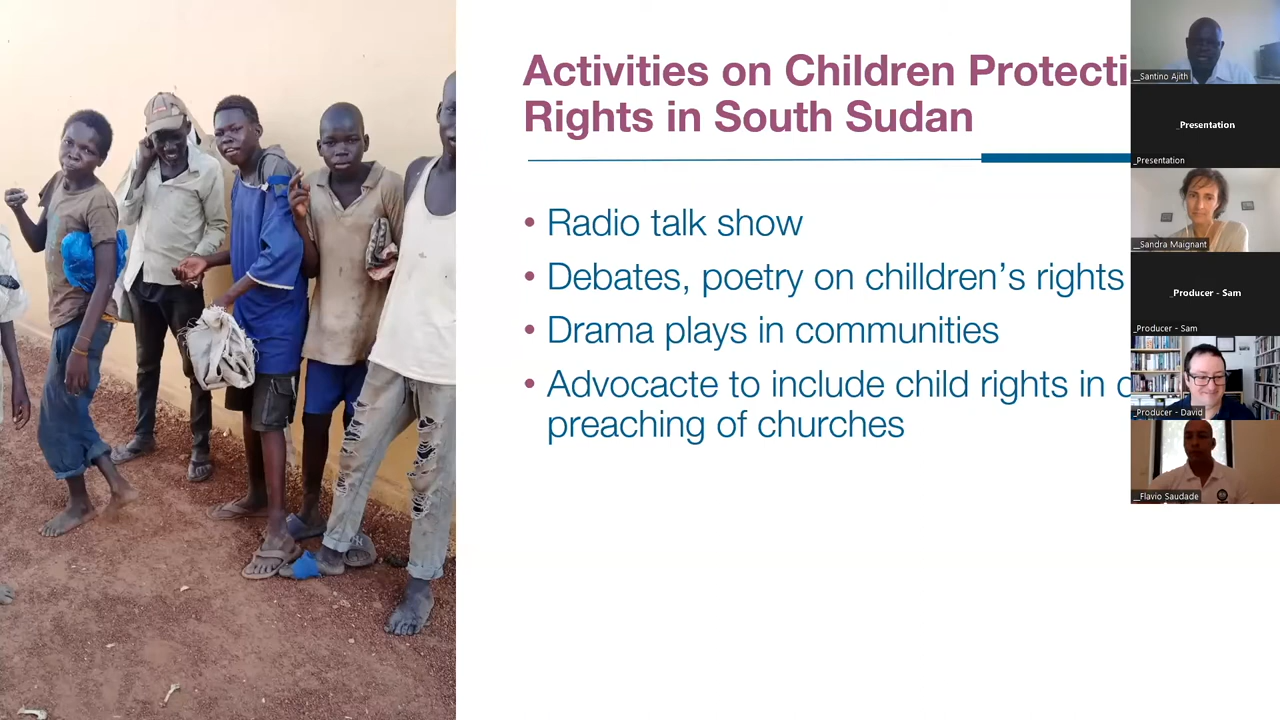 Activities on Children Protecti
Rights in South Sudan
• Radio talk show
• Debates, poetry on chilldren’s rights
• Drama plays in communities
• Advocacte to include child rights in
preaching of churches
_Santino Ajith
_Presentation
_Presentation
_Sandra Maignant
_Producer - Sam
_Producer - Sam
_Producer - David
_Flavio Saudade